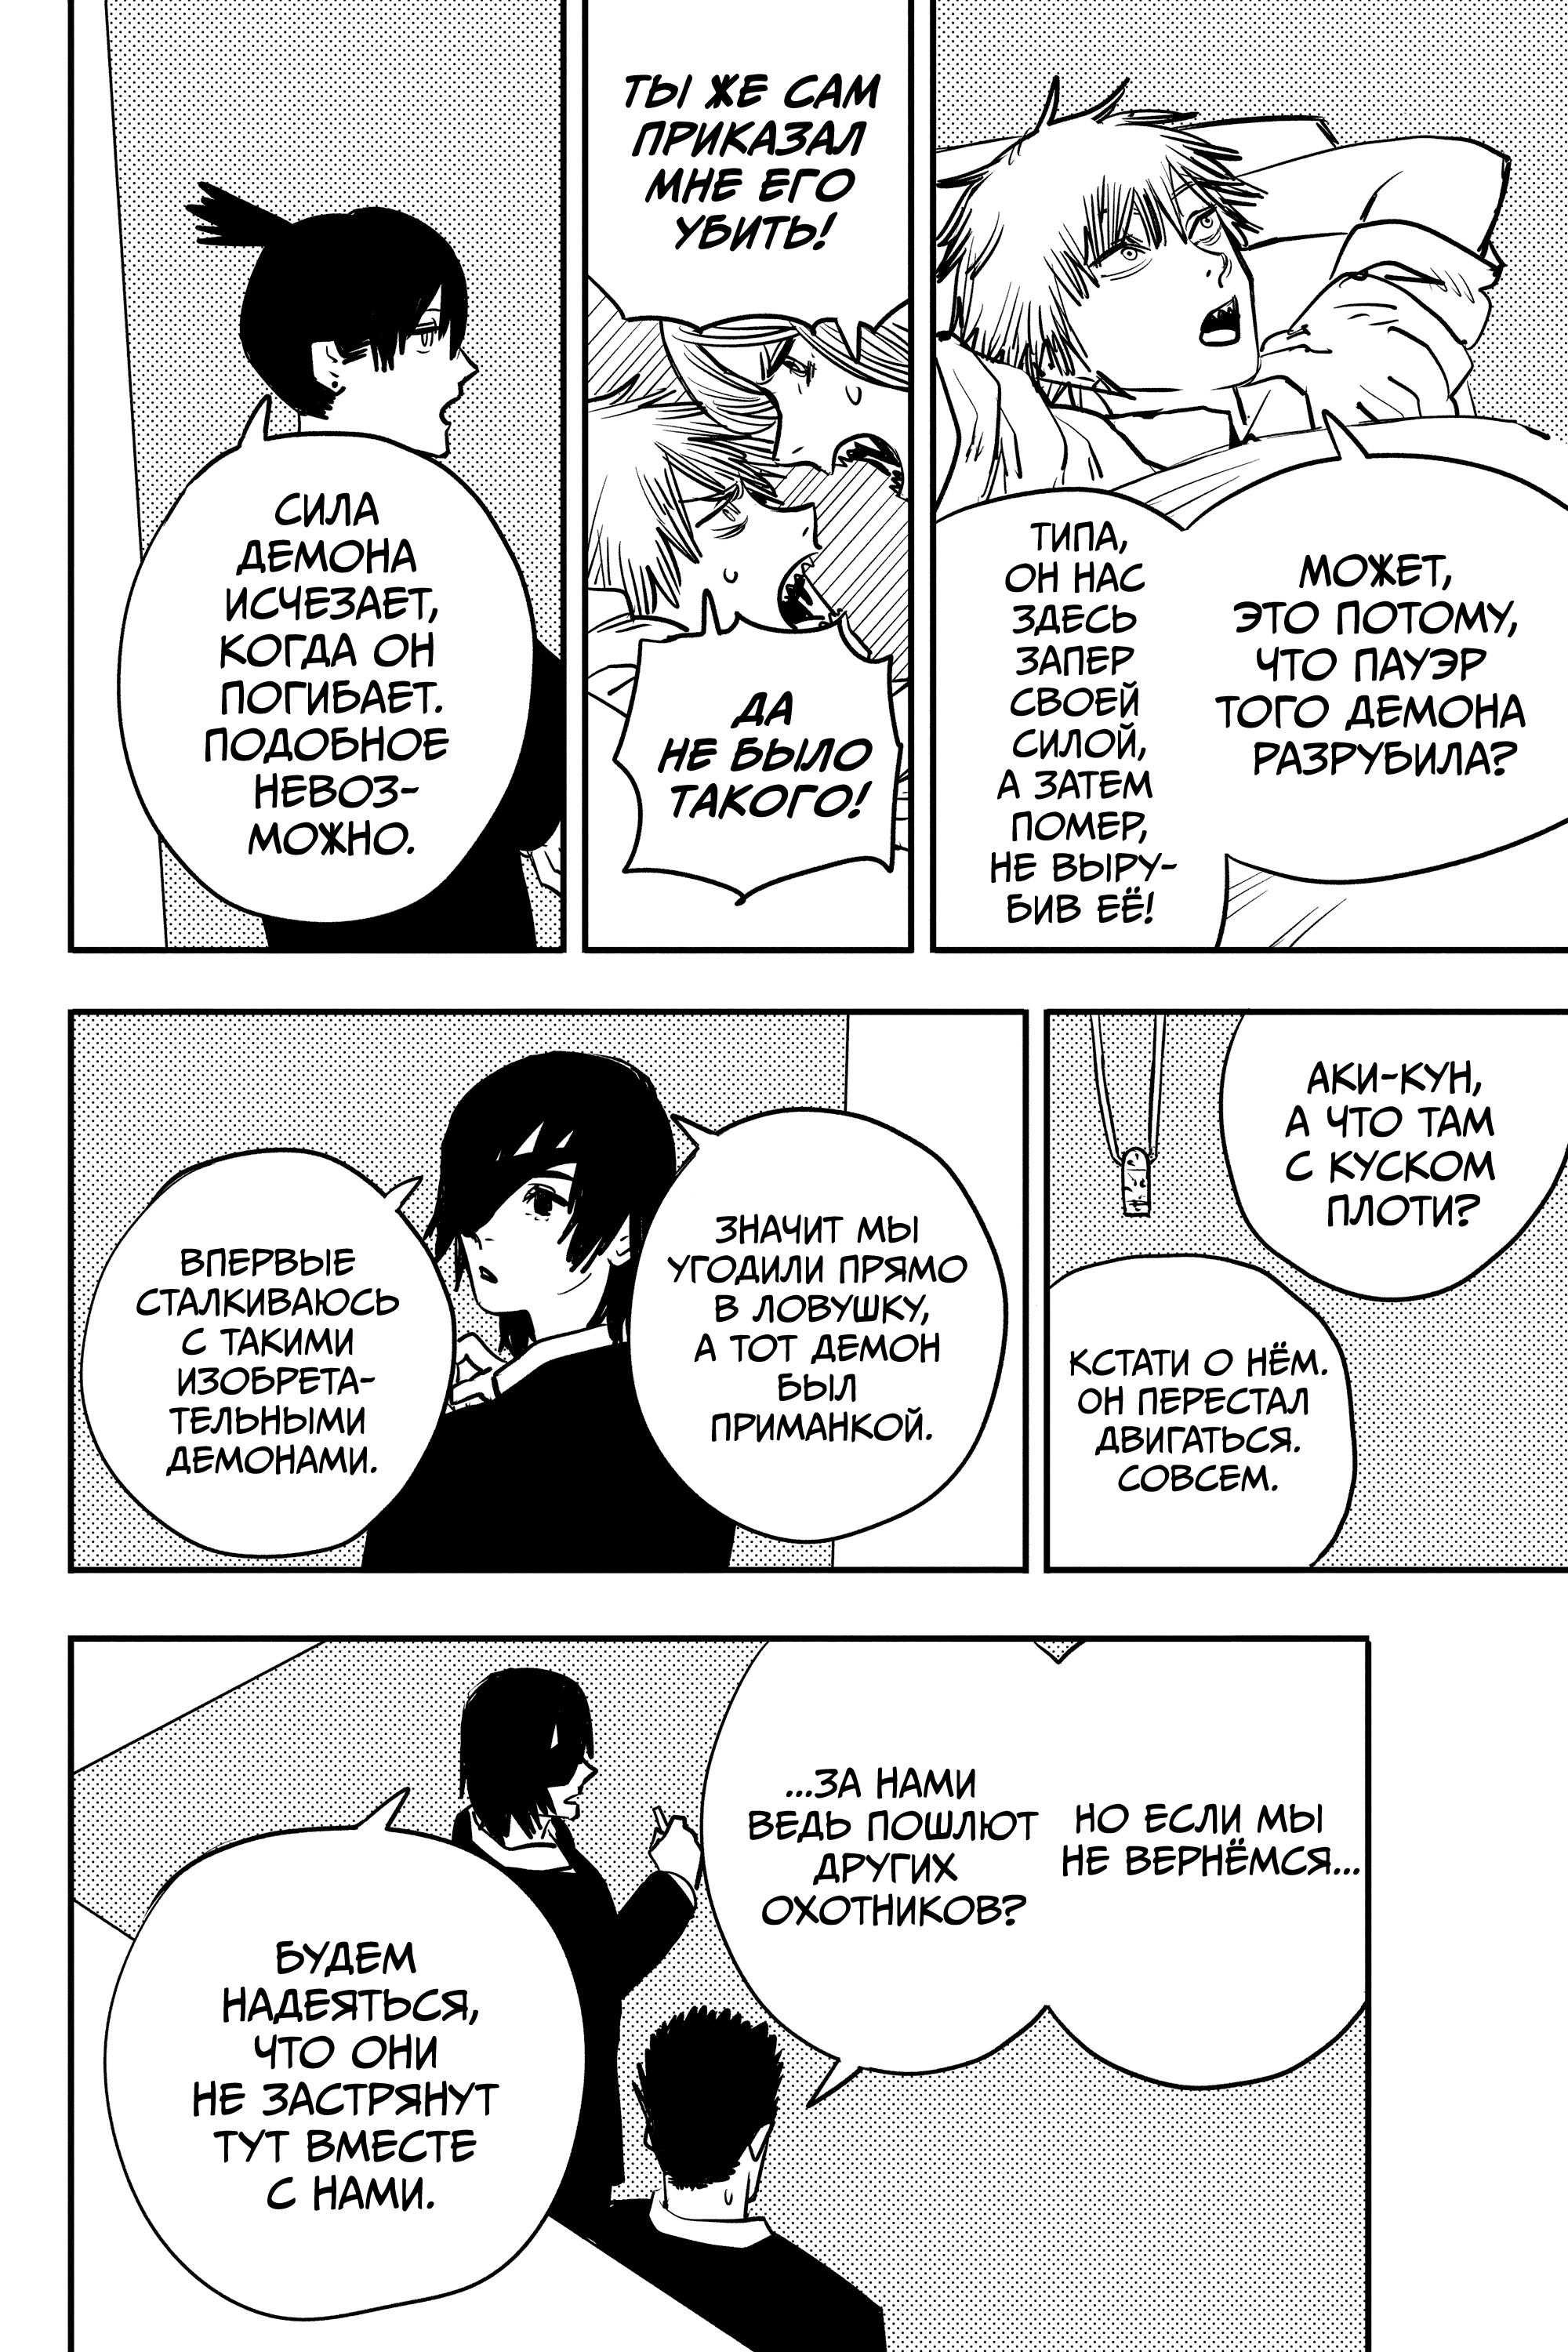 МОЖЕТ,
ЭТО ПОТОМУ,
ЧТО ПАУЭР
ТОГО ДЕМОНА
РАЗРУБИЛА?
ТИПА,
ОН НАС
ЗДЕСЬ
ЗАПЕР
СВОЕЙ
СИЛОЙ,
А ЗАТЕМ
ПОМЕР,
НЕ ВЫРУ-
БИВ ЕЁ!
ТЫ ЖЕ САМ
ПРИКАЗАЛ
МНЕ ЕГО
УБИТЬ!
ДА
НЕ БЫЛО
ТАКОГО!
СИЛА
ДЕМОНА
ИСЧЕЗАЕТ,
КОГДА ОН
ПОГИБАЕТ.
ПОДОБНОЕ
НЕВОЗ-
МОЖНО.
АКИ-КУН,
А ЧТО ТАМ
С КУСКОМ
ПЛОТИ?
КСТАТИ О НЁМ.
ОН ПЕРЕСТАЛ
ДВИГАТЬСЯ.
СОВСЕМ.
ЗНАЧИТ МЫ
УГОДИЛИ ПРЯМО
В ЛОВУШКУ,
А ТОТ ДЕМОН
БЫЛ
ПРИМАНКОЙ.
ВПЕРВЫЕ
СТАЛКИВАЮСЬ
С ТАКИМИ
ИЗОБРЕТА-
ТЕЛЬНЫМИ
ДЕМОНАМИ.
НО ЕСЛИ МЫ
НЕ ВЕРНЁМСЯ...
...ЗА НАМИ
ВЕДЬ ПОШЛЮТ
ДРУГИХ
ОХОТНИКОВ?
БУДЕМ
НАДЕЯТЬСЯ,
ЧТО ОНИ
НЕ ЗАСТРЯНУТ
ТУТ ВМЕСТЕ
С НАМИ.